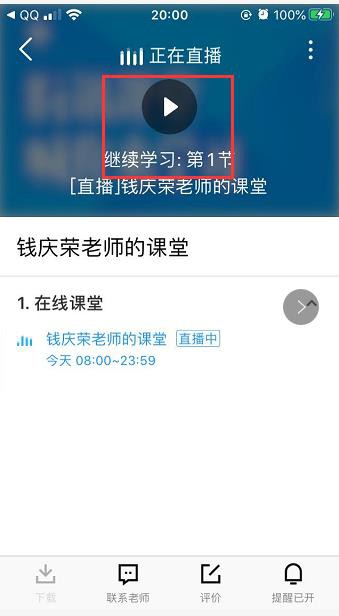 QQ
20:00
100%
正在直播
继续学习: 第1节
[直播]钱庆荣老师的课堂
钱庆荣老师的课堂
1. 在线课堂
钱庆荣老师的课堂 直播中
今天 08:00~23:59
下载 联系老师 评价 提醒已开